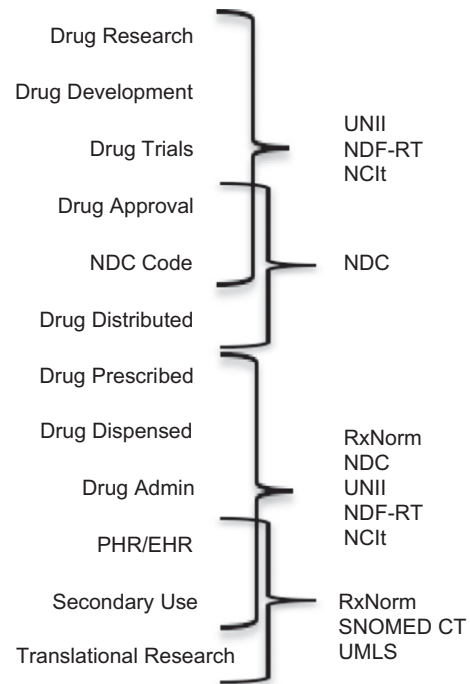 Drug Research
Drug Development
Drug Trials
Drug Approval
NDC Code
Drug Distributed
Drug Prescribed
Drug Dispensed
Drug Admin
PHR/EHR
Secondary Use
Translational Research
UNII
NDF-RT
NCIt
NDC
RxNorm
NDC
UNII
NDF-RT
NCIt
RxNorm
SNOMED CT
UMLS